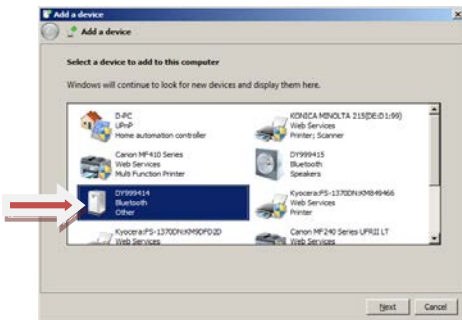 Add a device
Add a device
Select a device to add to this computer
Windows will continue to look for new devices and display them here.
D-PC
UPnP
Home automation controller
KONICA MINOLTA 215(DE:D1:99)
Web Services
Printer; Scanner
Canon MF410 Series
Web Services
Multi Function Printer
DY999415
Bluetooth
Speakers
DY999414
Bluetooth
Other
Kyocera:FS-1370DN:KM849466
Web Services
Printer
Kyocera:FS-1370DN:KM9DFD2D
Web Services
Canon MF240 Series UFRII LT
Web Services
Next
Cancel